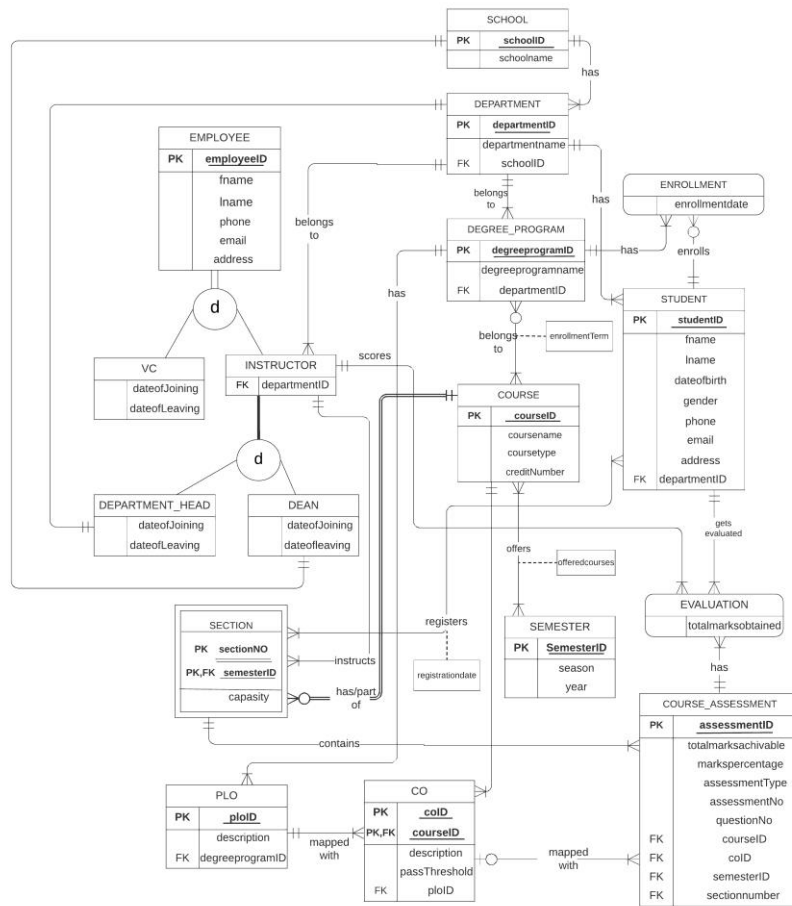 SCHOOL
PK schoolID
schoolname
has
DEPARTMENT
PK departmentID
departmentname
FK schoolID
EMPLOYEE
PK employeeID
fname
lname
phone
email
address
belongs
to
belongs
to
has
ENROLLMENT
enrollmentdate
DEGREE_PROGRAM
PK degreeprogramID
degreeprogramname
FK departmentID
has
enrolls
has
STUDENT
PK studentID
fname
lname
dateofbirth
gender
phone
email
address
FK departmentID
d
belongs
to
enrollmentTerm
VC
dateofJoining
dateofLeaving
INSTRUCTOR
FK departmentID
scores
COURSE
PK courseID
coursename
coursetype
creditNumber
d
DEPARTMENT_HEAD
dateofJoining
dateofLeaving
DEAN
dateofJoining
dateofleaving
gets
evaluated
offers
offeredcourses
EVALUATION
totalmarksobtained
SECTION
PK sectionNO
PK,FK semesterID
capasity
registers
instructs
registrationdate
has/part
of
SEMESTER
PK SemesterID
season
year
has
contains
COURSE_ASSESSMENT
PK assessmentID
totalmarksachivable
markspercentage
assessmentType
assessmentNo
questionNo
FK courseID
FK coID
FK semesterID
FK sectionnumber
PLO
PK ploID
description
FK degreeprogramID
mapped
with
CO
PK coID
PK,FK courseID
description
passThreshold
FK ploID
mapped
with